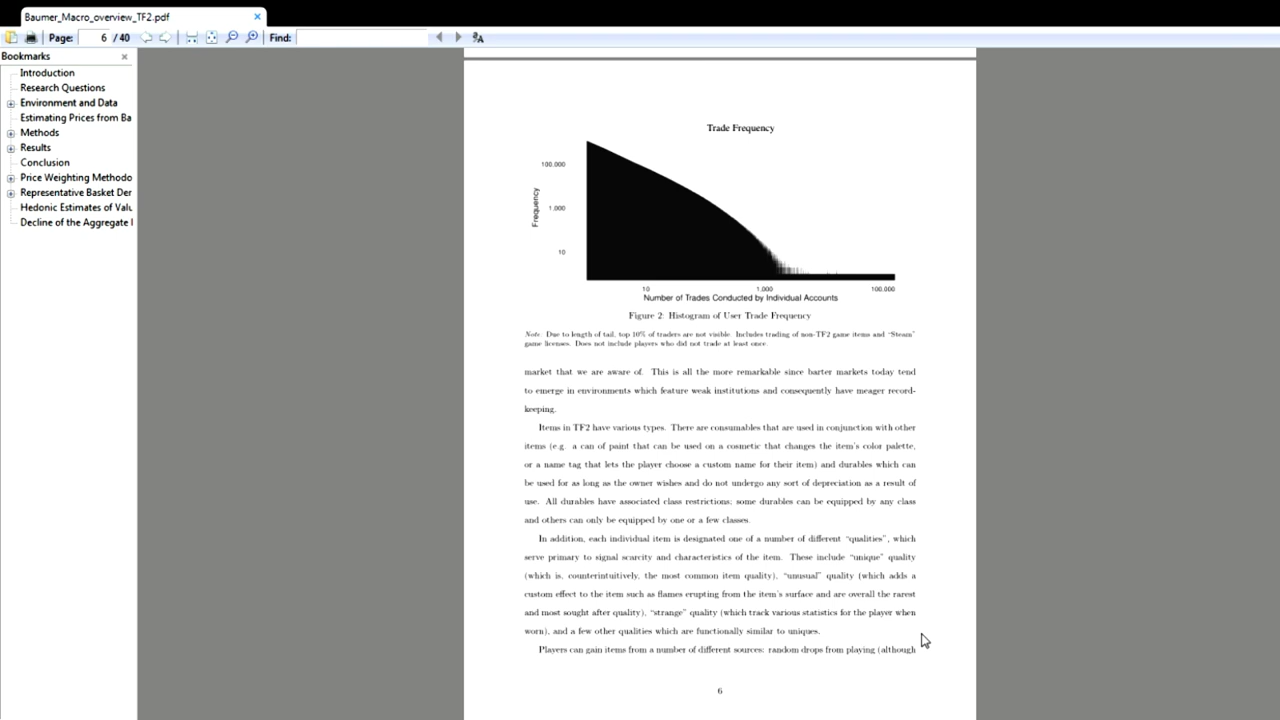 Baumer_Macro_overview_TF2.pdf
Page: 6 / 40 Find:
Bookmarks
Introduction
Research Questions
Environment and Data
Estimating Prices from Ba
Methods
Results
Conclusion
Price Weighting Methodo
Representative Basket Der
Hedonic Estimates of Valu
Decline of the Aggregate I
Trade Frequency
100.000
1.000
10
Frequency
10 1.000 100.000
Number of Trades Conducted by Individual Accounts
Figure 2: Histogram of User Trade Frequency
Note. Due to length of tail, top 10% of traders are not visible. Includes trading of non-TF2 game items and "Steam"
game licenses. Does not include players who did not trade at least once.
market that we are aware of. This is all the more remarkable since barter markets today tend
to emerge in environments which feature weak institutions and consequently have meager record-
keeping.
Items in TF2 have various types. There are consumables that are used in conjunction with other
items (e.g. a can of paint that can be used on a cosmetic that changes the item's color palette,
or a name tag that lets the player choose a custom name for their item) and durables which can
be used for as long as the owner wishes and do not undergo any sort of depreciation as a result of
use. All durables have associated class restrictions; some durables can be equipped by any class
and others can only be equipped by one or a few classes.
In addition, each individual item is designated one of a number of different "qualities", which
serve primary to signal scarcity and characteristics of the item. These include "unique" quality
(which is, counterintuitively, the most common item quality), "unusual" quality (which adds a
custom effect to the item such as flames erupting from the item's surface and are overall the rarest
and most sought after quality), "strange" quality (which track various statistics for the player when
worn), and a few other qualities which are functionally similar to uniques.
Players can gain items from a number of different sources: random drops from playing (although
6